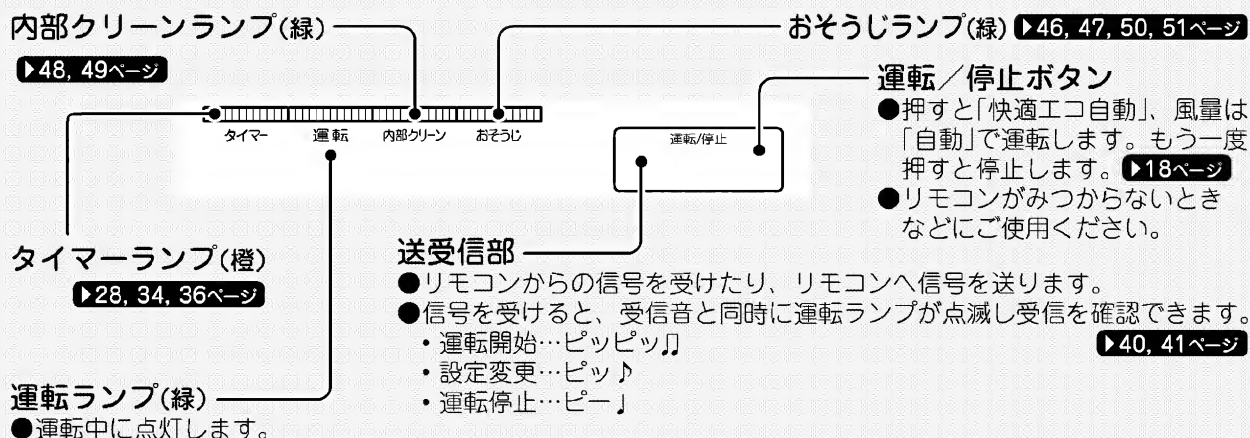 内部クリーンランプ(緑)
▶48, 49ページ
おそうじランプ(緑) ▶46, 47, 50, 51ページ
運転／停止ボタン
●押すと「快適エコ自動」、風量は
「自動」で運転します。もう一度
押すと停止します。▶18ページ
●リモコンがみつからないとき
などにご使用ください。
タイマー 運転 内部クリーン おそうじ
運転/停止
タイマーランプ(橙)
▶28, 34, 36ページ
送受信部
●リモコンからの信号を受けたり、リモコンへ信号を送ります。
●信号を受けると、受信音と同時に運転ランプが点滅し受信を確認できます。
▶40, 41ページ
・運転開始…ピッピッ♫
・設定変更…ピッ♪
・運転停止…ピー♩
運転ランプ(緑)
●運転中に点灯します。